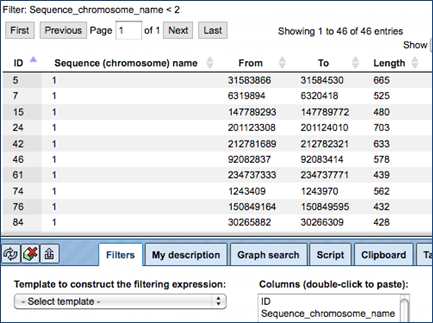 Filter: Sequence_chromosome_name < 2
First Previous Page 1 of 1 Next Last Showing 1 to 46 of 46 entries
Show
ID Sequence (chromosome) name From To Length
5 1 31583866 31584530 665
7 1 6319894 6320418 525
15 1 147789293 147789772 480
24 1 201123308 201124010 703
42 1 212781689 212782321 633
46 1 92082837 92083414 578
61 1 234737333 234737771 439
74 1 1243409 1243970 562
76 1 150849164 150849595 432
84 1 30265882 30266309 428
Filters My description Graph search Script Clipboard Ta
Template to construct the filtering expression: Columns (double-click to paste):
- Select template - ID
Sequence_chromosome_name